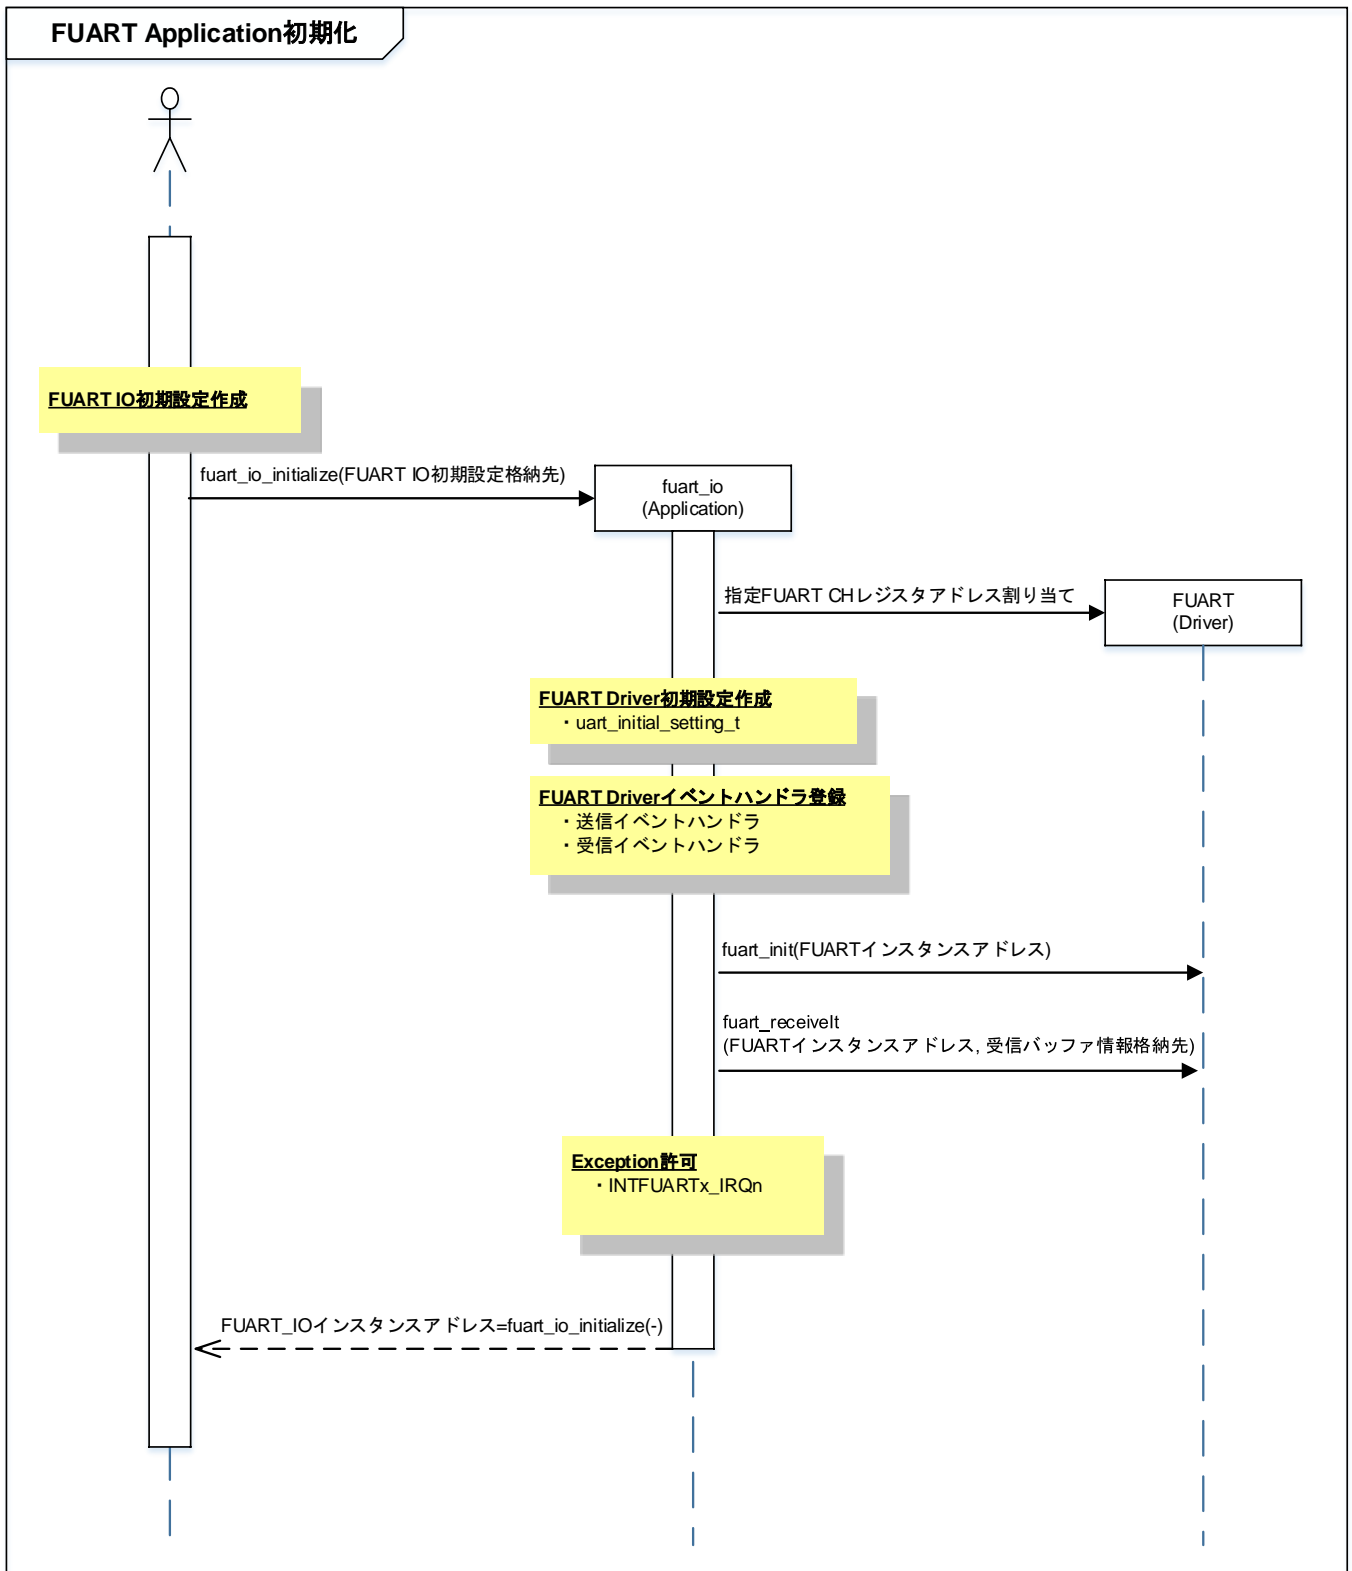 FUART Application初期化
FUART IO初期設定作成
fuart_io_initialize(FUART IO初期設定格納先)
fuart_io
(Application)
指定FUART CHレジスタアドレス割り当て
FUART
(Driver)
FUART Driver初期設定作成
・uart_initial_setting_t
FUART Driverイベントハンドラ登録
・送信イベントハンドラ
・受信イベントハンドラ
fuart_init(FUARTインスタンスアドレス)
fuart_receiveIt
(FUARTインスタンスアドレス, 受信バッファ情報格納先)
Exception許可
・INTFUARTx_IRQn
FUART_IOインスタンスアドレス=fuart_io_initialize(-)